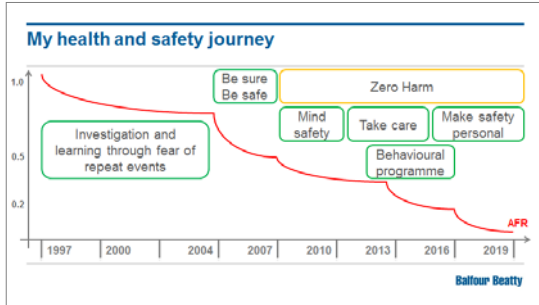 My health and safety journey
1.0
0.5
0.2
Be sure
Be safe
Zero Harm
Mind
safety
Take care
Make safety
personal
Investigation and
learning through fear of
repeat events
Behavioural
programme
AFR
1997 2000 2004 2007 2010 2013 2016 2019
Balfour Beatty